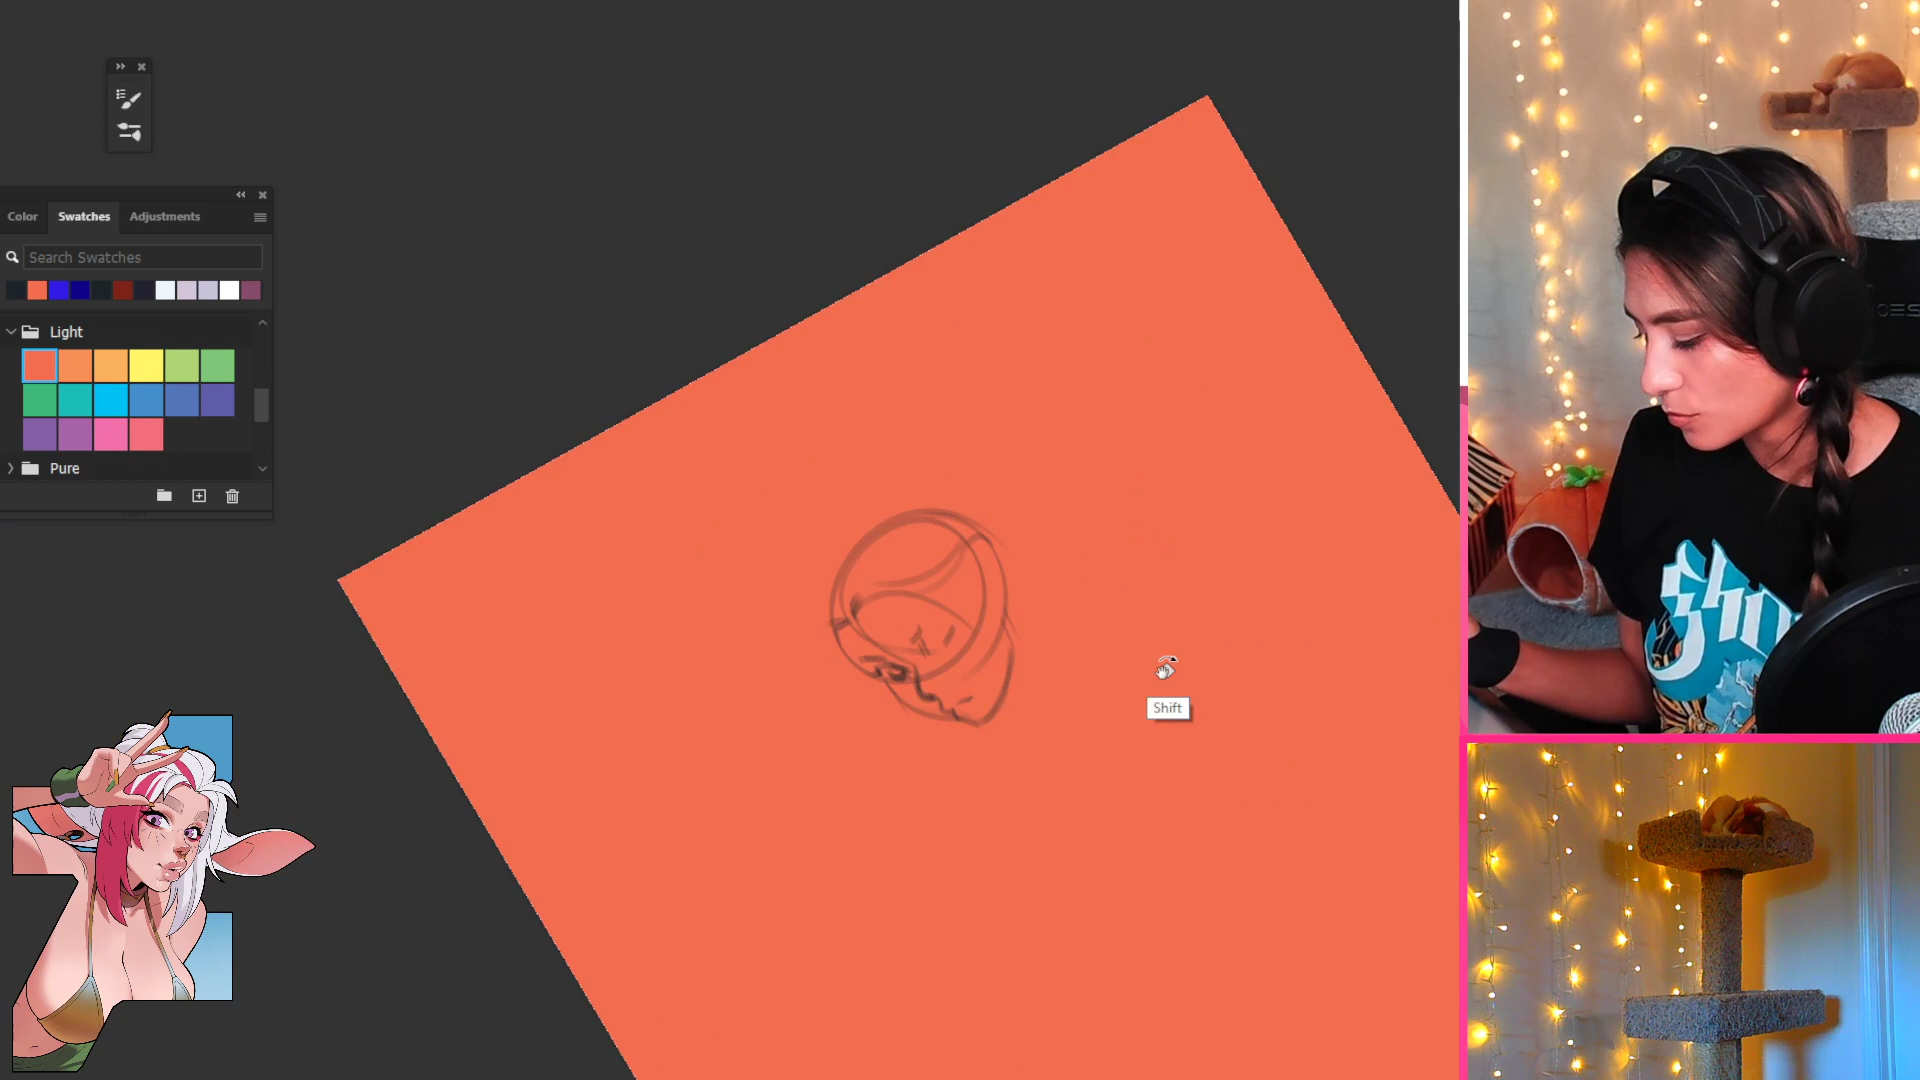 Color Swatches Adjustments
Search Swatches
Light
Pure
Shift